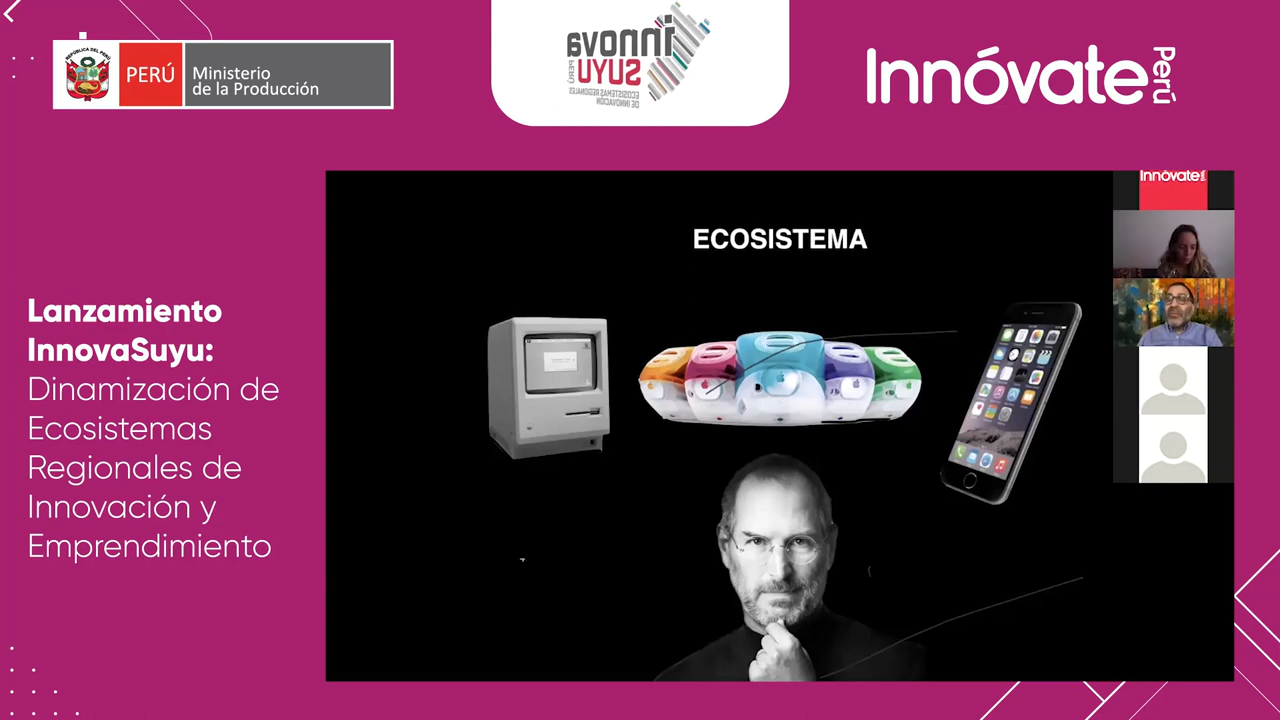 REPÚBLICA DEL PERÚ
PERÚ
Ministerio
de la Producción
innova
SUYU
PERÚ
ECOSISTEMAS REGIONALES
DE INNOVACIÓN
Innóvate
Perú
Innóvate
ECOSISTEMA
Lanzamiento
InnovaSuyu:
Dinamización de
Ecosistemas
Regionales de
Innovación y
Emprendimiento